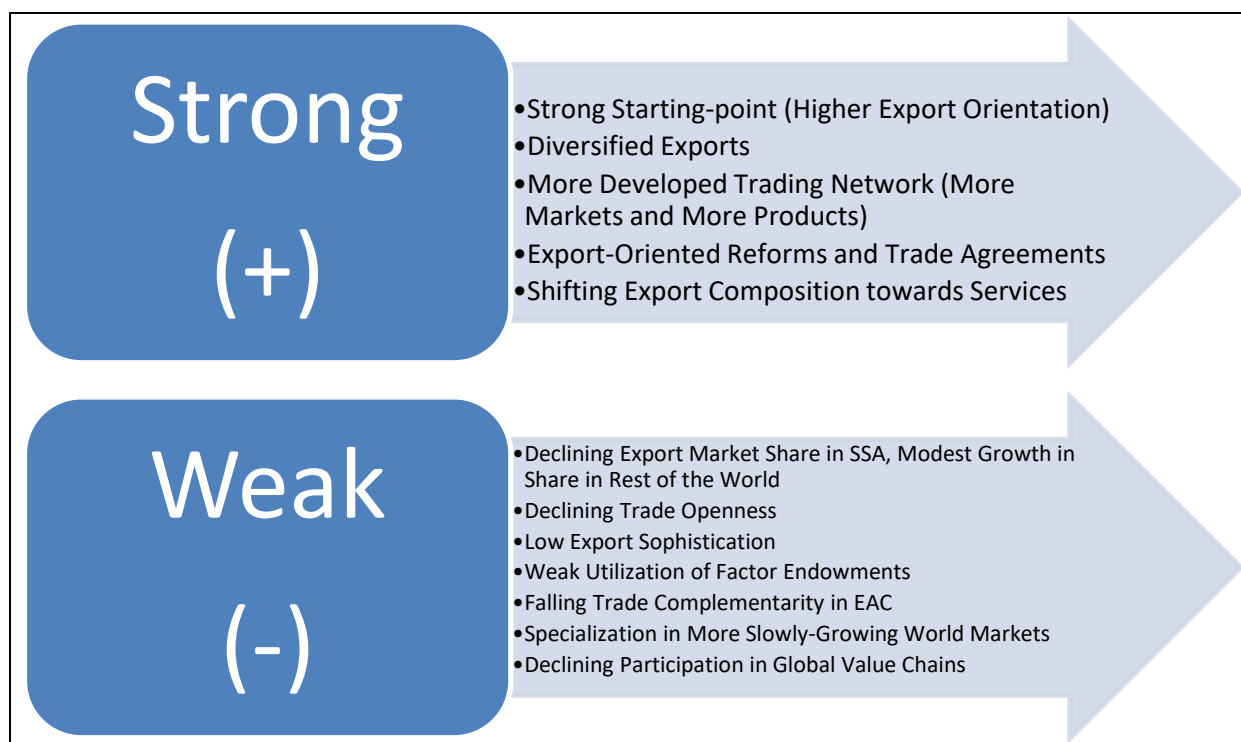 Strong
(+)
•Strong Starting-point (Higher Export Orientation)
•Diversified Exports
•More Developed Trading Network (More
Markets and More Products)
•Export-Oriented Reforms and Trade Agreements
•Shifting Export Composition towards Services
Weak
(-)
•Declining Export Market Share in SSA, Modest Growth in
Share in Rest of the World
•Declining Trade Openness
•Low Export Sophistication
•Weak Utilization of Factor Endowments
•Falling Trade Complementarity in EAC
•Specialization in More Slowly-Growing World Markets
•Declining Participation in Global Value Chains